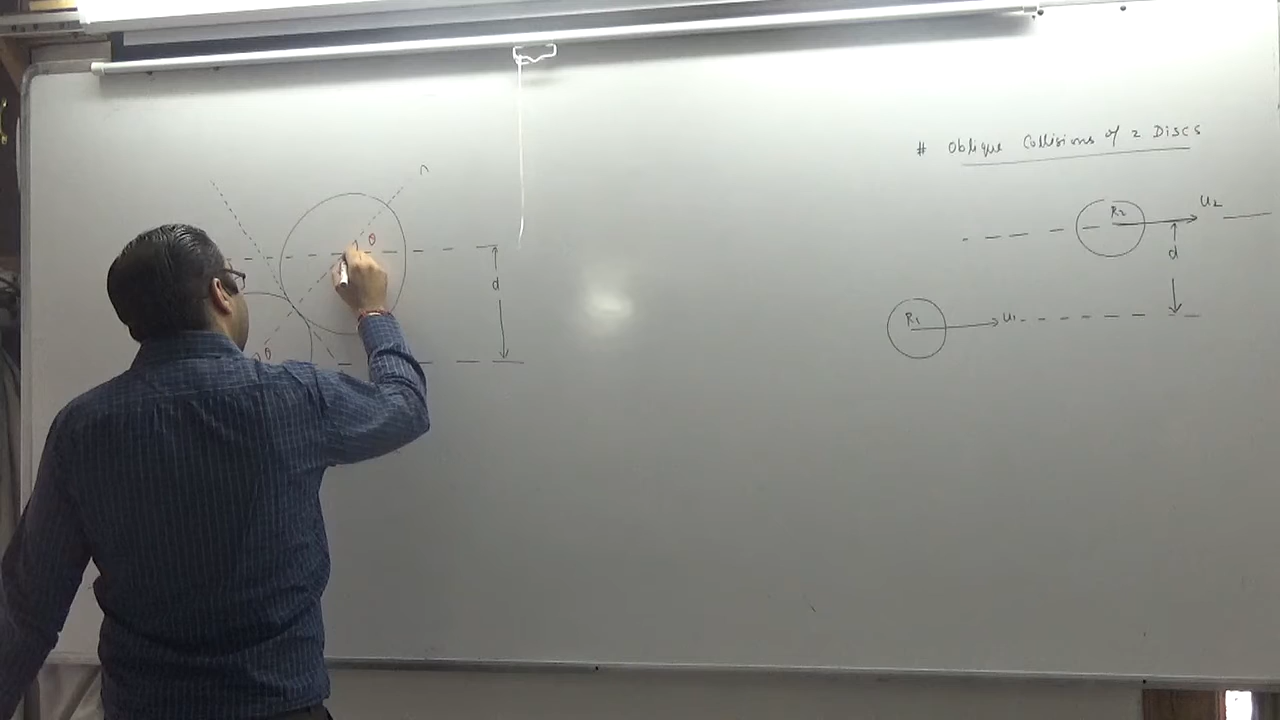 # Oblique Collisions of 2 Discs
n
θ
d
θ
R2
U2
d
R1
U1